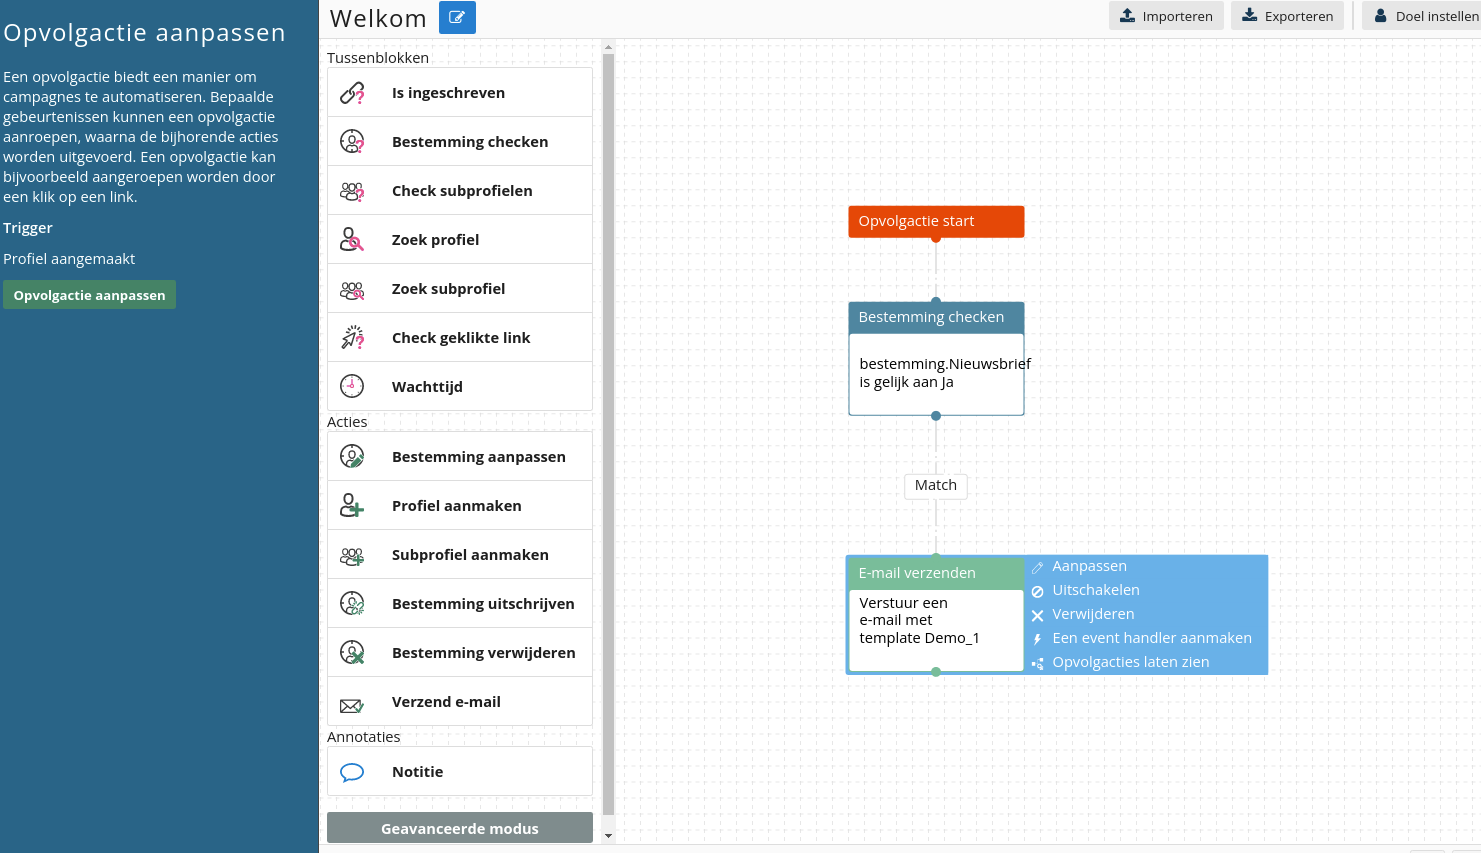 Opvolgactie aanpassen
Een opvolgactie biedt een manier om
campagnes te automatiseren. Bepaalde
gebeurtenissen kunnen een opvolgactie
aanroepen, waarna de bijhorende acties
worden uitgevoerd. Een opvolgactie kan
bijvoorbeeld aangeroepen worden door
een klik op een link.
Trigger
Profiel aangemaakt
Opvolgactie aanpassen
Welkom
Importeren
Exporteren
Doel instellen
Tussenblokken
Is ingeschreven
Bestemming checken
Check subprofielen
Zoek profiel
Zoek subprofiel
Check geklikte link
Wachttijd
Acties
Bestemming aanpassen
Profiel aanmaken
Subprofiel aanmaken
Bestemming uitschrijven
Bestemming verwijderen
Verzend e-mail
Annotaties
Notitie
Geavanceerde modus
Opvolgactie start
Bestemming checken
bestemming.Nieuwsbrief
is gelijk aan Ja
Match
E-mail verzenden
Verstuur een
e-mail met
template Demo_1
Aanpassen
Uitschakelen
Verwijderen
Een event handler aanmaken
Opvolgacties laten zien